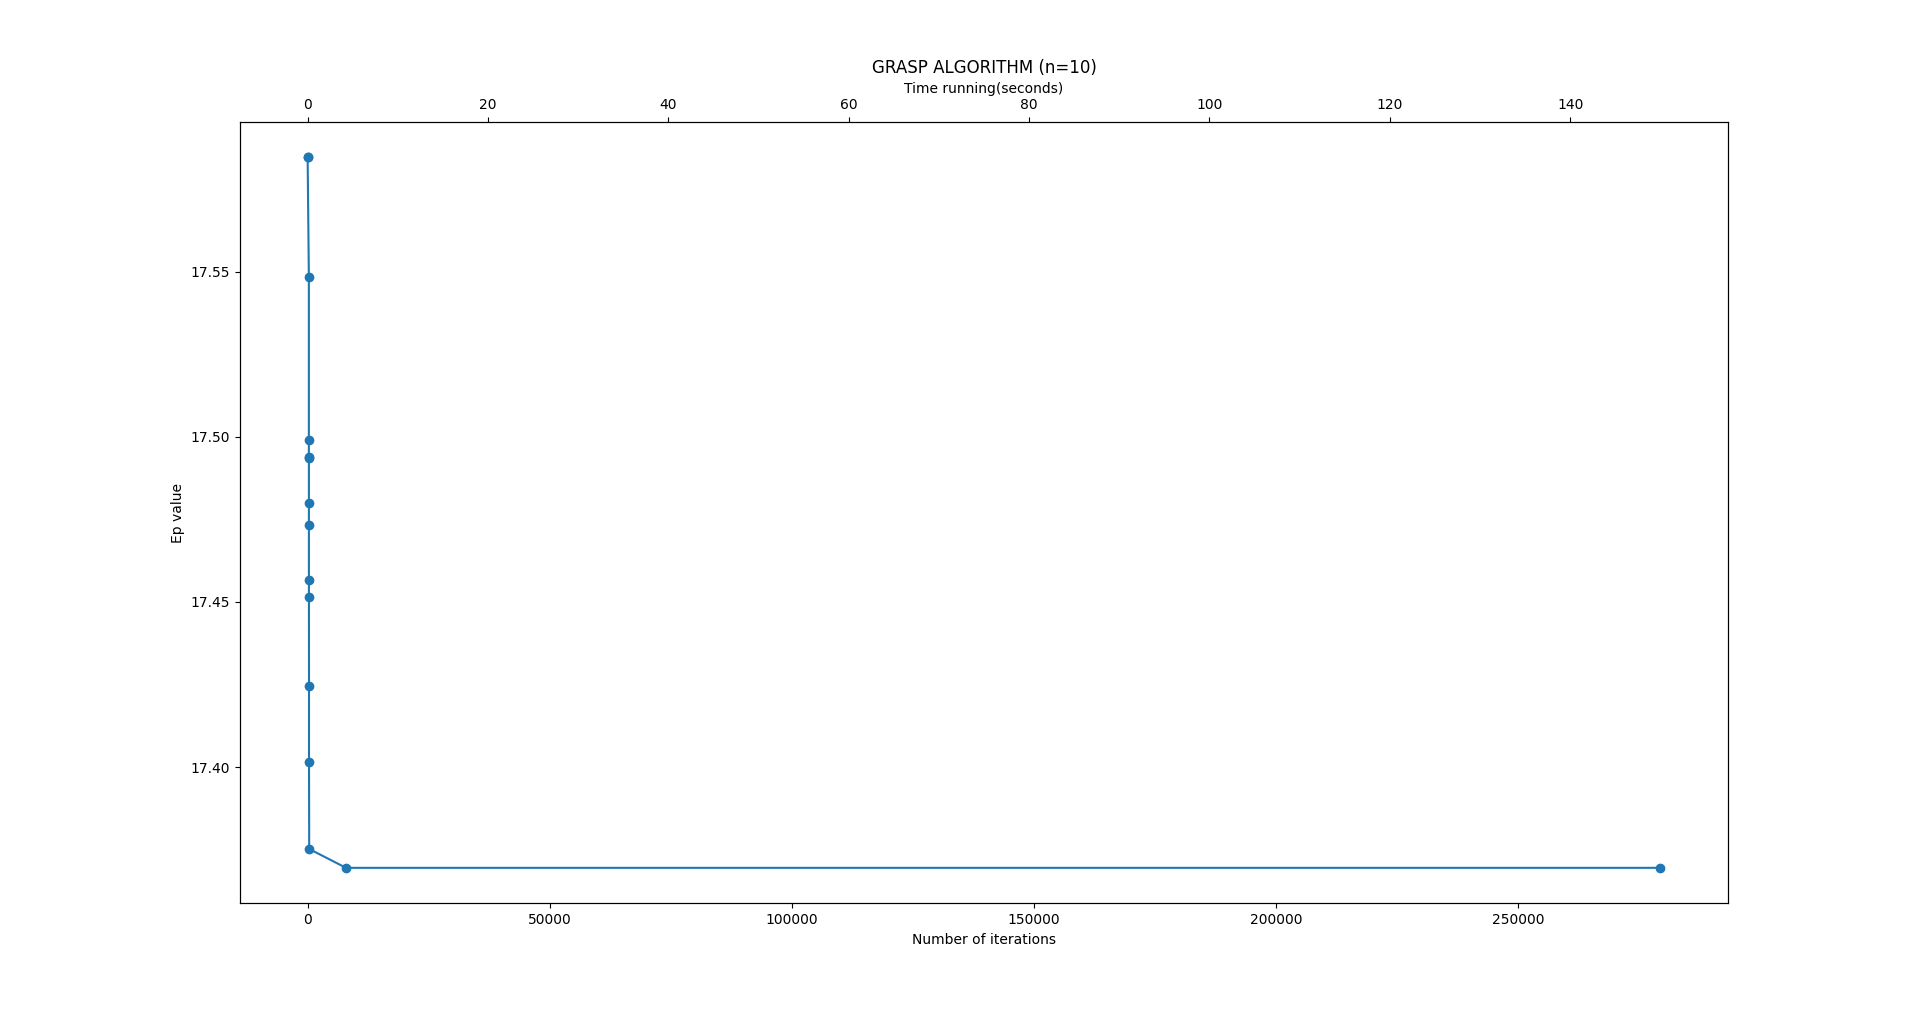 GRASP ALGORITHM (n=10)
Time running(seconds)
0 20 40 60 80 100 120 140
17.55
17.50
17.45
17.40
Ep value
0 50000 100000 150000 200000 250000
Number of iterations